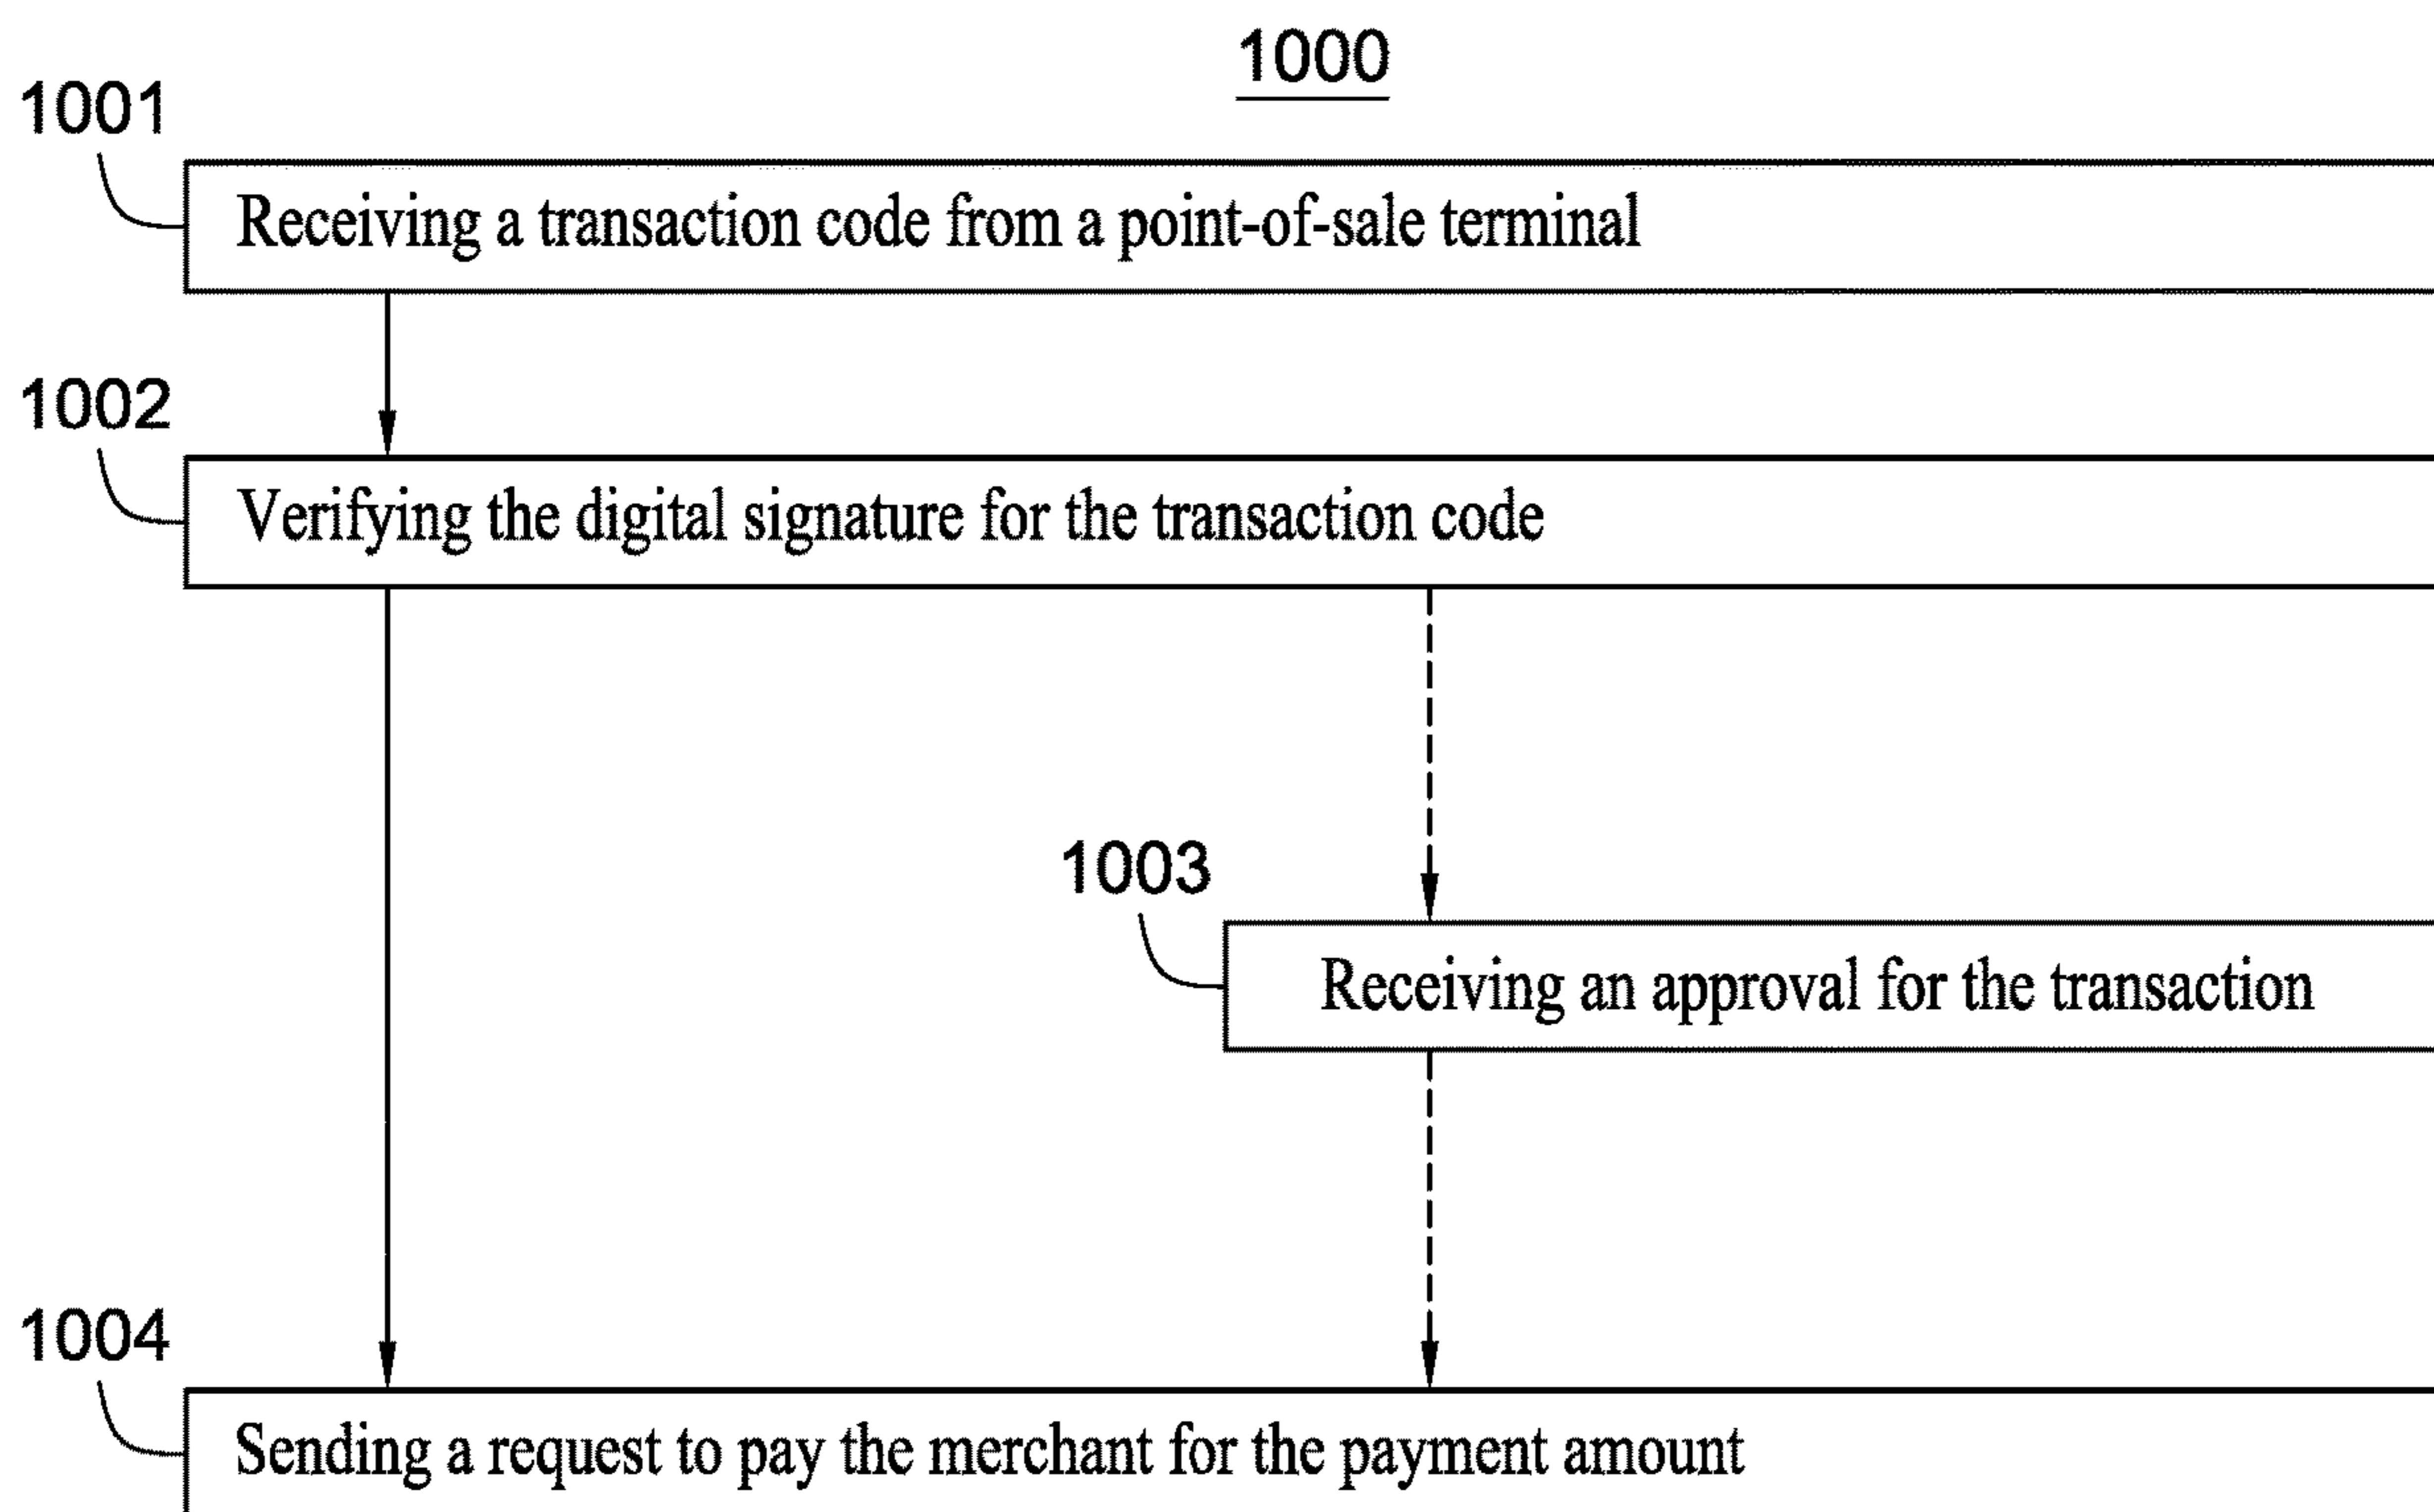 1000
1001
Receiving a transaction code from a point-of-sale terminal
1002
Verifying the digital signature for the transaction code
1003
Receiving an approval for the transaction
1004
Sending a request to pay the merchant for the payment amount